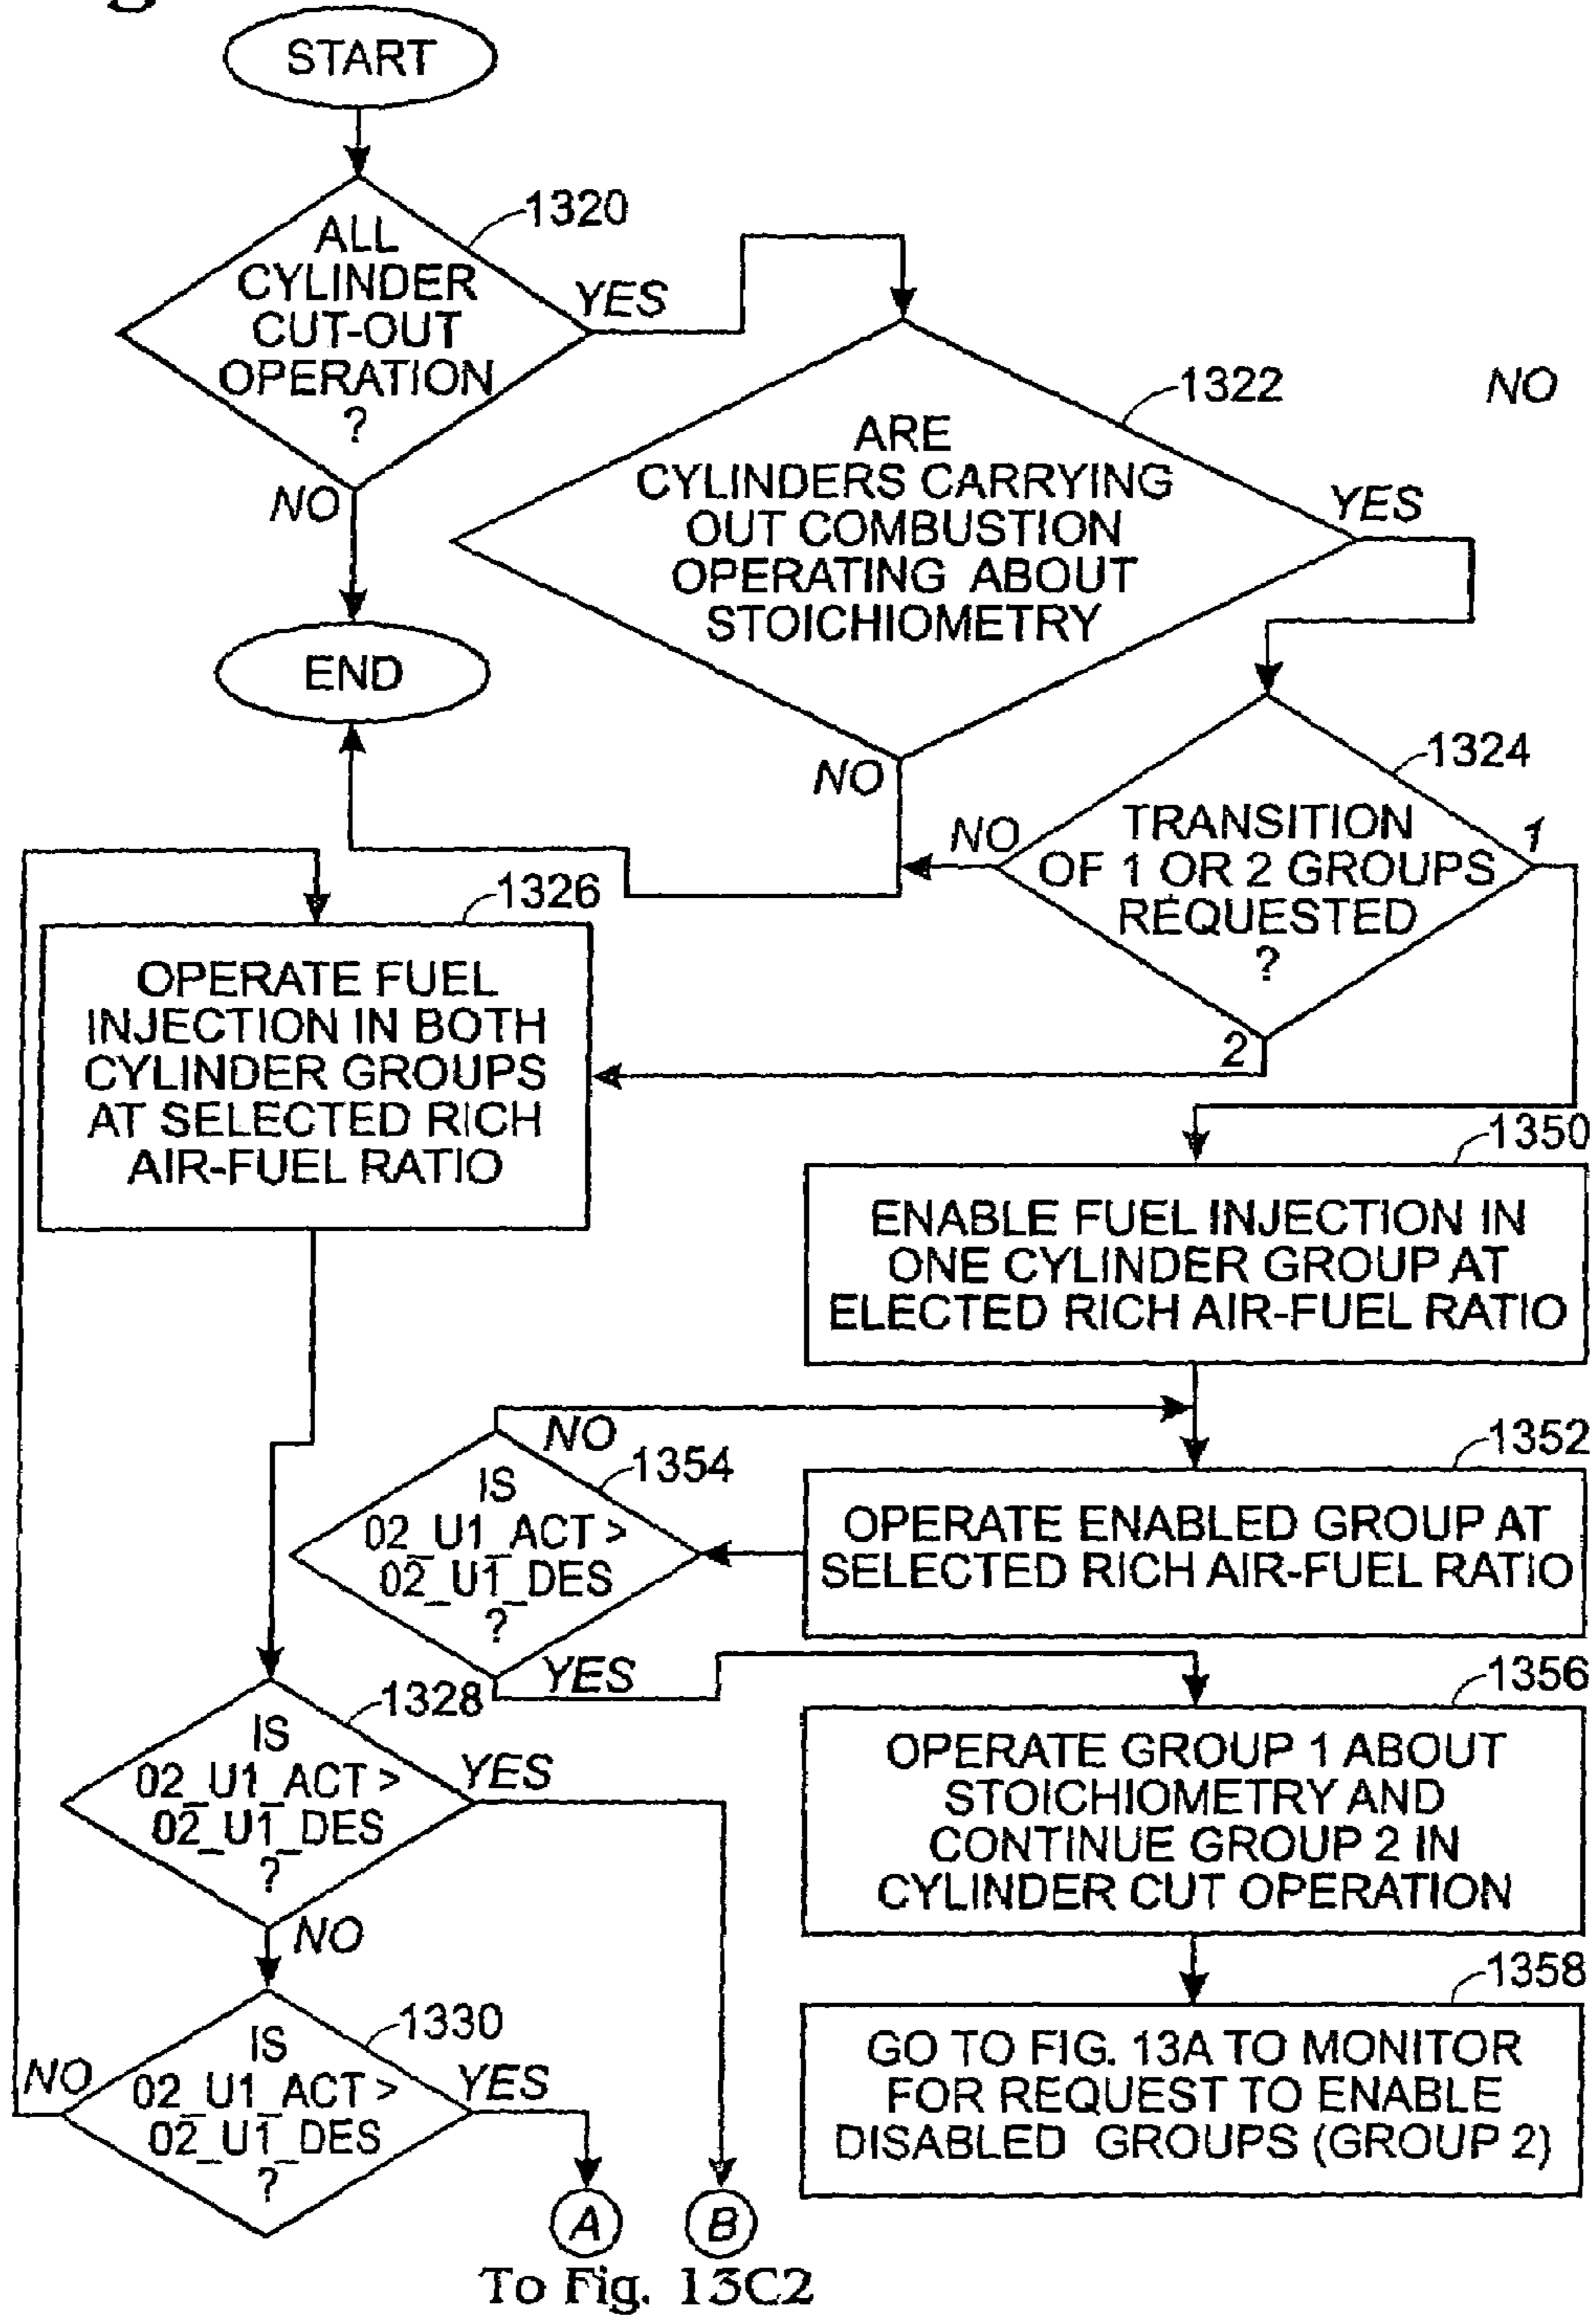 START
1320
ALL
CYLINDER
CUT-OUT
OPERATION
?
YES
NO
END
1322
NO
ARE
CYLINDERS CARRYING
OUT COMBUSTION
OPERATING ABOUT
STOICHIOMETRY
YES
NO
1324
TRANSITION
OF 1 OR 2 GROUPS
REQUESTED
?
NO
1
2
1326
OPERATE FUEL
INJECTION IN BOTH
CYLINDER GROUPS
AT SELECTED RICH
AIR-FUEL RATIO
1350
ENABLE FUEL INJECTION IN
ONE CYLINDER GROUP AT
ELECTED RICH AIR-FUEL RATIO
1352
OPERATE ENABLED GROUP AT
SELECTED RICH AIR-FUEL RATIO
NO
1354
IS
02_U1_ACT >
02_U1_DES
?
YES
1356
OPERATE GROUP 1 ABOUT
STOICHIOMETRY AND
CONTINUE GROUP 2 IN
CYLINDER CUT OPERATION
1358
GO TO FIG. 13A TO MONITOR
FOR REQUEST TO ENABLE
DISABLED GROUPS (GROUP 2)
1328
IS
02_U1_ACT >
02_U1_DES
?
YES
NO
1330
IS
02_U1_ACT >
02_U1_DES
?
NO
YES
A
B
To Fig. 13C2